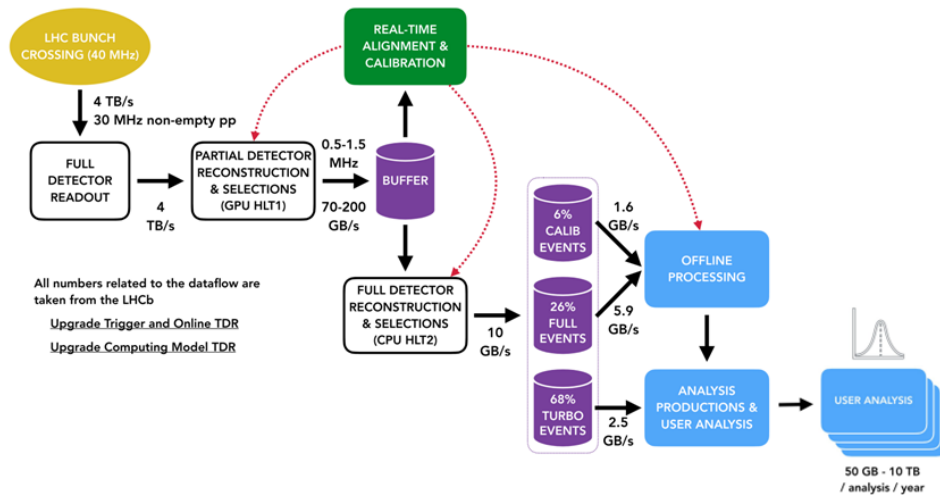 LHC BUNCH
CROSSING (40 MHz)
REAL-TIME
ALIGNMENT &
CALIBRATION
4 TB/s
30 MHz non-empty pp
FULL
DETECTOR
READOUT
4
TB/s
PARTIAL DETECTOR
RECONSTRUCTION
& SELECTIONS
(GPU HLT1)
0.5-1.5
MHz
70-200
GB/s
BUFFER
FULL DETECTOR
RECONSTRUCTION
& SELECTIONS
(CPU HLT2)
10
GB/s
6%
CALIB
EVENTS
26%
FULL
EVENTS
68%
TURBO
EVENTS
1.6
GB/s
5.9
GB/s
2.5
GB/s
OFFLINE
PROCESSING
ANALYSIS
PRODUCTIONS &
USER ANALYSIS
USER ANALYSIS
50 GB - 10 TB
/ analysis / year
All numbers related to the dataflow are
taken from the LHCb
Upgrade Trigger and Online TDR
Upgrade Computing Model TDR